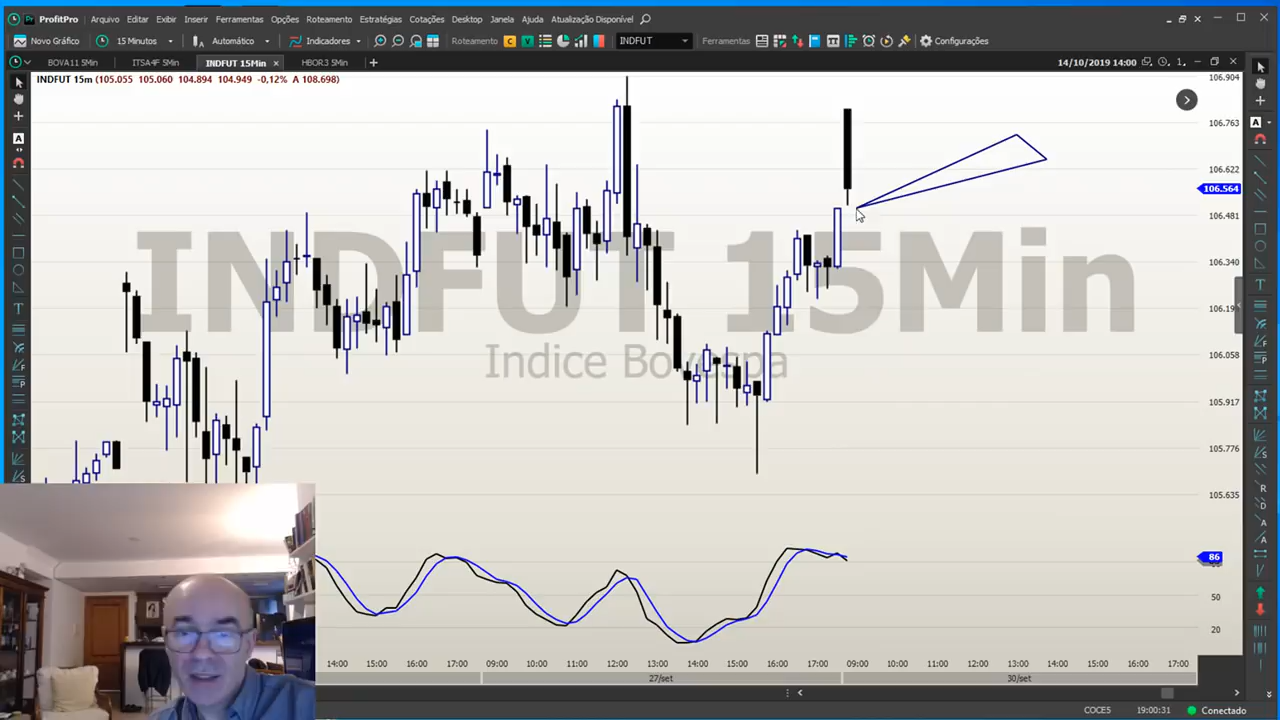 ProfitPro Arquivo Editar Exibir Inserir Ferramentas Opções Roteamento Estratégias Cotações Desktop Janela Ajuda Atualização Disponível
Novo Gráfico 15 Minutos Automático Indicadores Roteamento INDFUT Ferramentas Configurações
BOVA11 5Min ITSA4F 5Min INDFUT 15Min HBOR3 5Min 14/10/2019 14:00
INDFUT 15m (105.055 105.060 104.894 104.949 -0,12% A 108.698)
106.904
106.763
106.622
106.564
106.481
106.340
106.199
106.058
105.917
105.776
105.635
INDFUT 15Min
Indice Bovespa
86
50
20
14:00 15:00 16:00 17:00 09:00 10:00 11:00 12:00 13:00 14:00 15:00 16:00 17:00 09:00 10:00 11:00 12:00 13:00 14:00 15:00 16:00 17:00
27/set 30/set
COCE5 19:00:31 Conectado